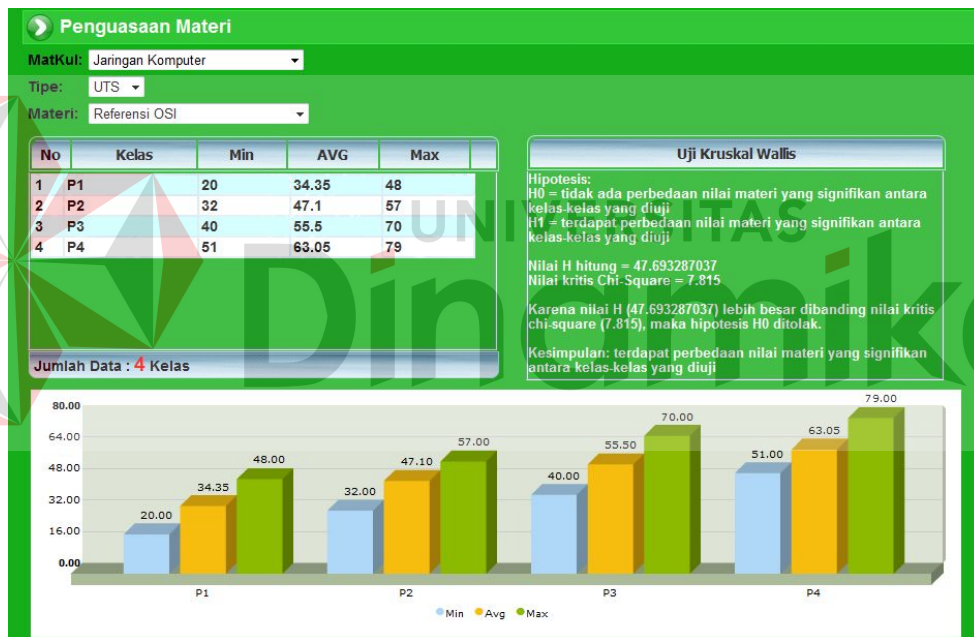 Penguasaan Materi
MatKul: Jaringan Komputer
Tipe: UTS
Materi: Referensi OSI
No Kelas Min AVG Max
1 P1 20 34.35 48
2 P2 32 47.1 57
3 P3 40 55.5 70
4 P4 51 63.05 79
Jumlah Data : 4 Kelas
Uji Kruskal Wallis
Hipotesis:
H0 = tidak ada perbedaan nilai materi yang signifikan antara
kelas-kelas yang diuji
H1 = terdapat perbedaan nilai materi yang signifikan antara
kelas-kelas yang diuji
Nilai H hitung = 47.693287037
Nilai kritis Chi-Square = 7.815
Karena nilai H (47.693287037) lebih besar dibanding nilai kritis
chi-square (7.815), maka hipotesis H0 ditolak.
Kesimpulan: terdapat perbedaan nilai materi yang signifikan
antara kelas-kelas yang diuji
UNIVERSITAS
Dinamika
80.00
64.00
48.00
32.00
16.00
0.00
20.00 34.35 48.00
32.00 47.10 57.00
40.00 55.50 70.00
51.00 63.05 79.00
P1 P2 P3 P4
Min Avg Max